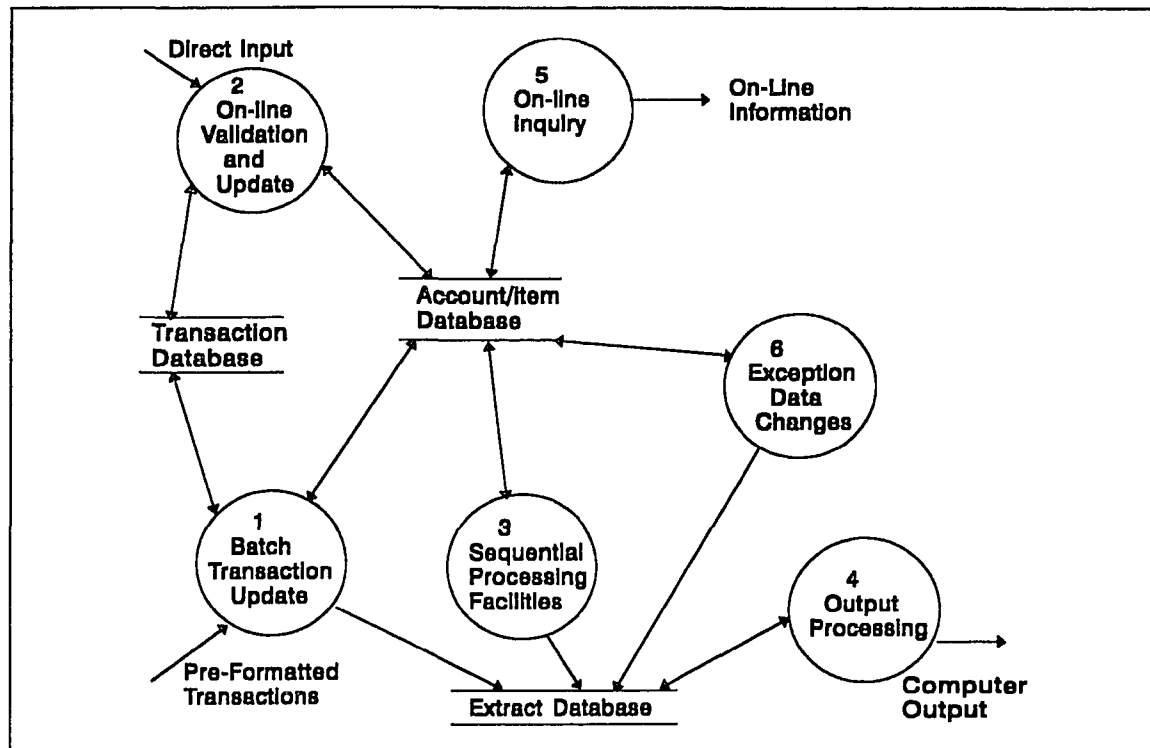 Direct Input
2
On-line
Validation
and
Update
5
On-line
Inquiry
On-Line
Information
Account/Item
Database
Transaction
Database
6
Exception
Data
Changes
1
Batch
Transaction
Update
3
Sequential
Processing
Facilities
4
Output
Processing
Pre-Formatted
Transactions
Extract Database
Computer
Output